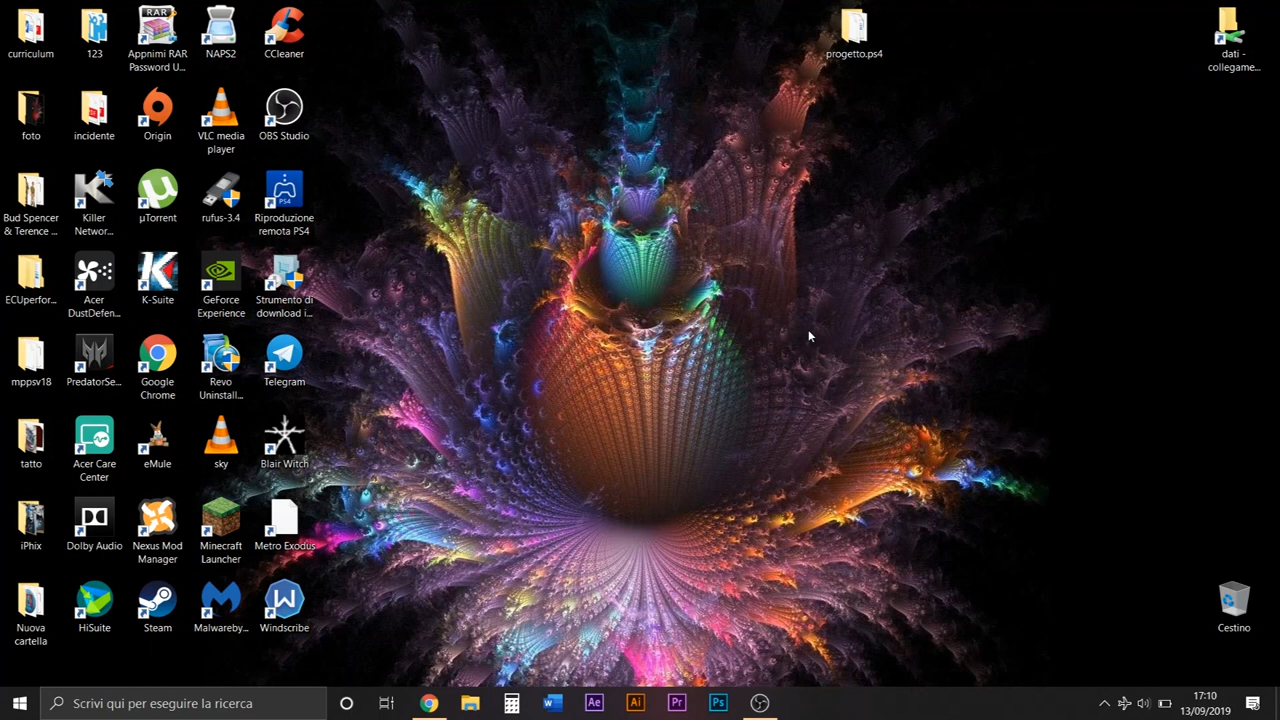 curriculum
123
Appnimi RAR
Password U...
NAPS2
CCleaner
progetto.ps4
dati -
collegame...
foto
incidente
Origin
VLC media
player
OBS Studio
Bud Spencer
& Terence ...
Killer
Networ...
µTorrent
rufus-3.4
Riproduzione
remota PS4
ECUperfor...
Acer
DustDefen...
K-Suite
GeForce
Experience
Strumento di
download i...
mppsv18
PredatorSe...
Google
Chrome
Revo
Uninstall...
Telegram
tatto
Acer Care
Center
eMule
sky
Blair Witch
iPhix
Dolby Audio
Nexus Mod
Manager
Minecraft
Launcher
Metro Exodus
Nuova
cartella
HiSuite
Steam
Malwareby...
Windscribe
Cestino
Scrivi qui per eseguire la ricerca
17:10
13/09/2019